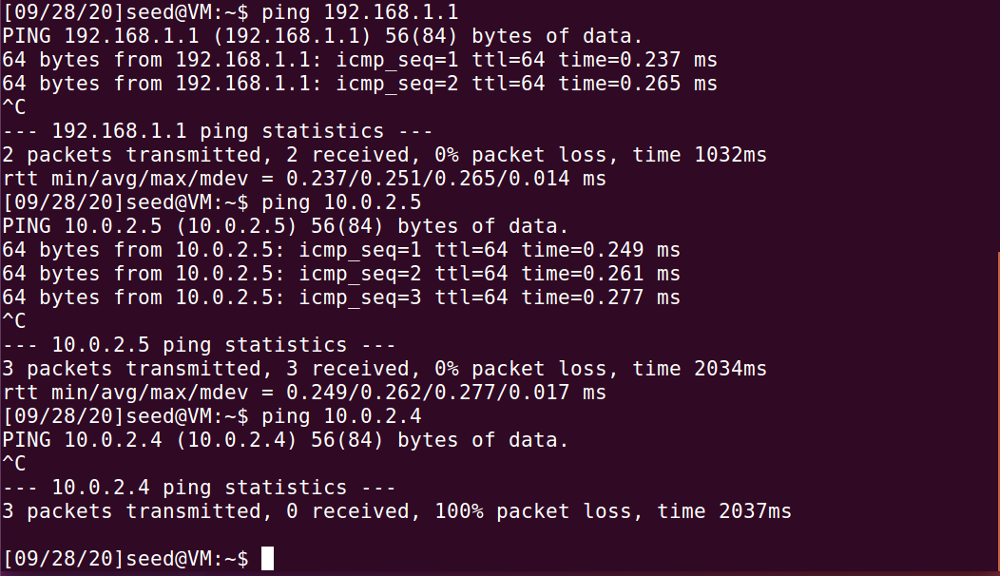 [09/28/20]seed@VM:~$ ping 192.168.1.1
PING 192.168.1.1 (192.168.1.1) 56(84) bytes of data.
64 bytes from 192.168.1.1: icmp_seq=1 ttl=64 time=0.237 ms
64 bytes from 192.168.1.1: icmp_seq=2 ttl=64 time=0.265 ms
^C
--- 192.168.1.1 ping statistics ---
2 packets transmitted, 2 received, 0% packet loss, time 1032ms
rtt min/avg/max/mdev = 0.237/0.251/0.265/0.014 ms
[09/28/20]seed@VM:~$ ping 10.0.2.5
PING 10.0.2.5 (10.0.2.5) 56(84) bytes of data.
64 bytes from 10.0.2.5: icmp_seq=1 ttl=64 time=0.249 ms
64 bytes from 10.0.2.5: icmp_seq=2 ttl=64 time=0.261 ms
64 bytes from 10.0.2.5: icmp_seq=3 ttl=64 time=0.277 ms
^C
--- 10.0.2.5 ping statistics ---
3 packets transmitted, 3 received, 0% packet loss, time 2034ms
rtt min/avg/max/mdev = 0.249/0.262/0.277/0.017 ms
[09/28/20]seed@VM:~$ ping 10.0.2.4
PING 10.0.2.4 (10.0.2.4) 56(84) bytes of data.
^C
--- 10.0.2.4 ping statistics ---
3 packets transmitted, 0 received, 100% packet loss, time 2037ms
[09/28/20]seed@VM:~$